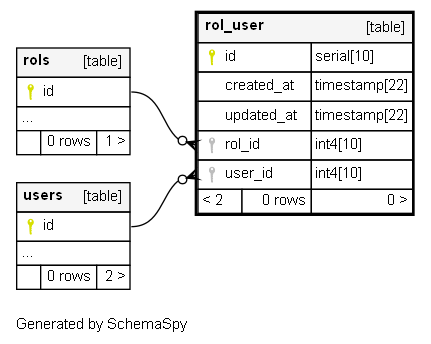 rols [table]
id
...
0 rows 1 >
users [table]
id
...
0 rows 2 >
rol_user [table]
id serial[10]
created_at timestamp[22]
updated_at timestamp[22]
rol_id int4[10]
user_id int4[10]
< 2 0 rows 0 >
Generated by SchemaSpy